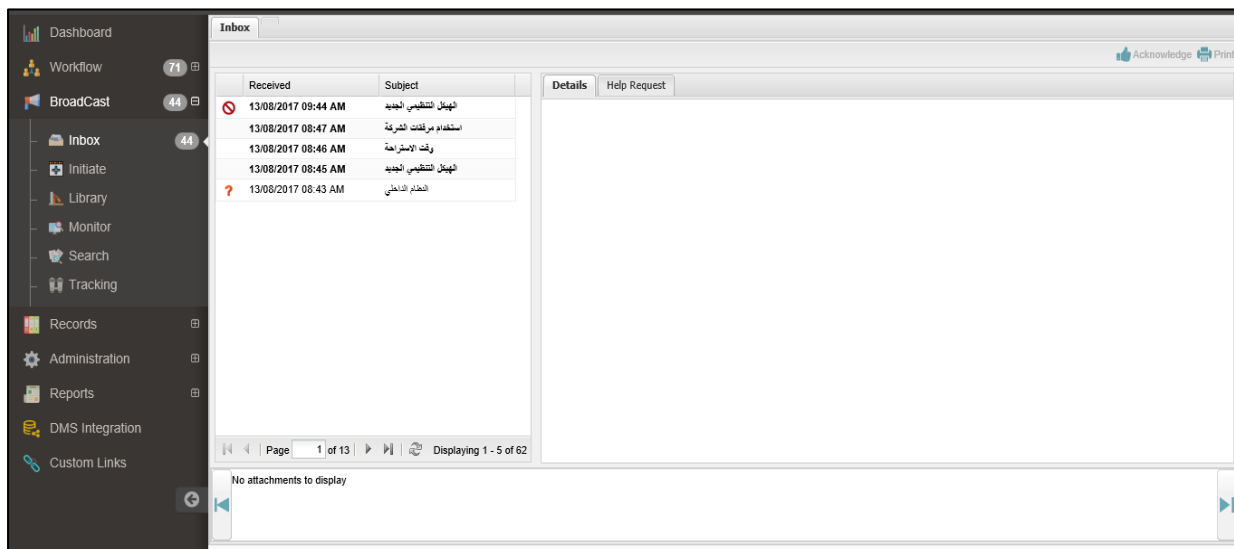 Dashboard
Workflow 71
BroadCast 44
Inbox 44
Initiate
Library
Monitor
Search
Tracking
Records
Administration
Reports
DMS Integration
Custom Links
Inbox
Acknowledge Print
Received Subject
13/08/2017 09:44 AM الهيكل التنظيمي الجديد
13/08/2017 08:47 AM استخدام مرفقات الشركة
13/08/2017 08:46 AM وقت الاستراحة
13/08/2017 08:45 AM الهيكل التنظيمي الجديد
13/08/2017 08:43 AM النظام الداخلي
Page 1 of 13 Displaying 1 - 5 of 62
Details Help Request
No attachments to display